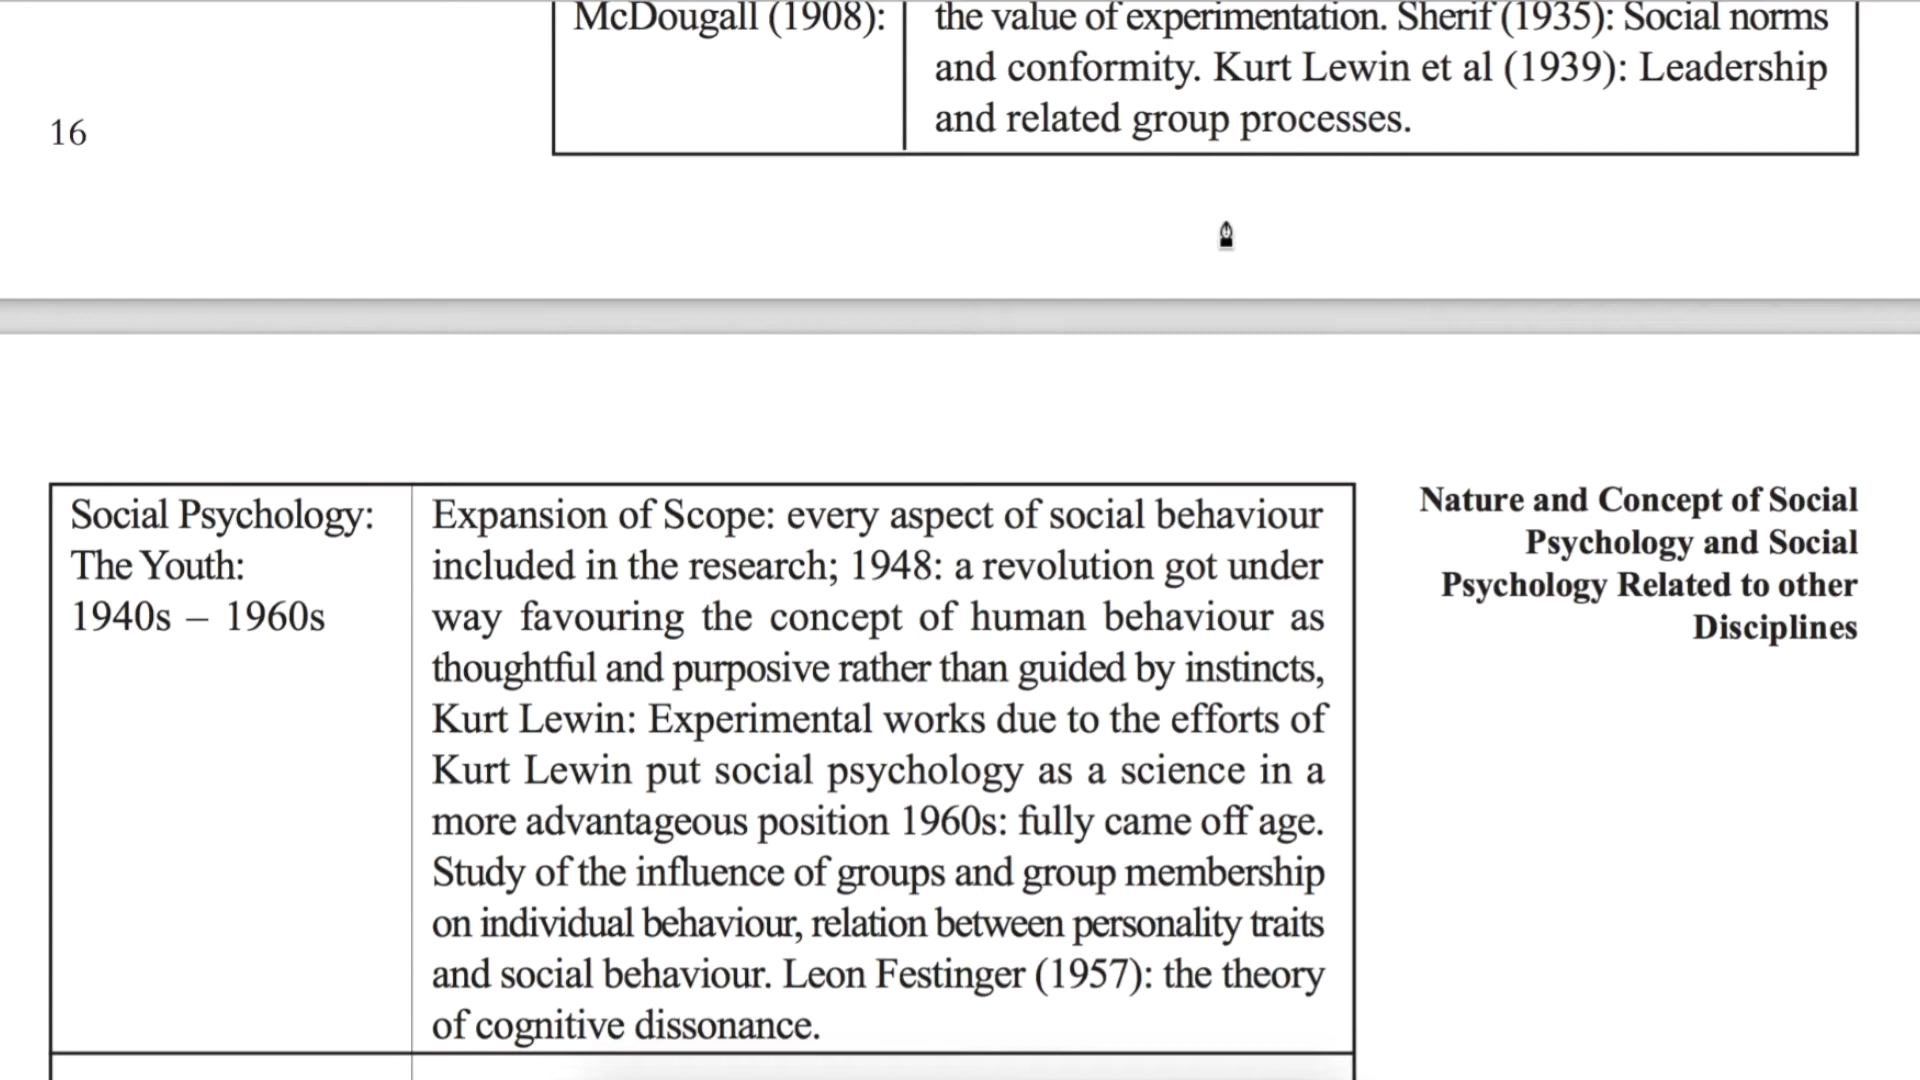 McDougall (1908):
the value of experimentation. Sherif (1935): Social norms
and conformity. Kurt Lewin et al (1939): Leadership
and related group processes.
16
Social Psychology:
The Youth:
1940s – 1960s
Expansion of Scope: every aspect of social behaviour
included in the research; 1948: a revolution got under
way favouring the concept of human behaviour as
thoughtful and purposive rather than guided by instincts,
Kurt Lewin: Experimental works due to the efforts of
Kurt Lewin put social psychology as a science in a
more advantageous position 1960s: fully came off age.
Study of the influence of groups and group membership
on individual behaviour, relation between personality traits
and social behaviour. Leon Festinger (1957): the theory
of cognitive dissonance.
Nature and Concept of Social
Psychology and Social
Psychology Related to other
Disciplines